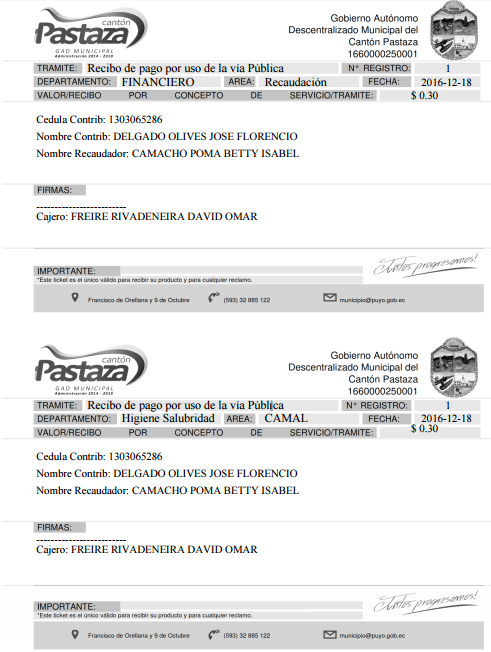 cantón
Pastaza
GAD MUNICIPAL
Administración 2014 - 2019
Gobierno Autónomo
Descentralizado Municipal del
Cantón Pastaza
1660000250001
TRAMITE: Recibo de pago por uso de la vía Pública N° REGISTRO: 1
DEPARTAMENTO: FINANCIERO AREA: Recaudación FECHA: 2016-12-18
VALOR/RECIBO POR CONCEPTO DE SERVICIO/TRAMITE: $ 0.30
Cedula Contrib: 1303065286
Nombre Contrib: DELGADO OLIVES JOSE FLORENCIO
Nombre Recaudador: CAMACHO POMA BETTY ISABEL
FIRMAS:
-------------------------
Cajero: FREIRE RIVADENEIRA DAVID OMAR
Juntos progresamos!
IMPORTANTE:
*Este ticket es el único válido para recibir su producto y para cualquier reclamo.
Francisco de Orellana y 9 de Octubre (593) 32 885 122 municipio@puyo.gob.ec
cantón
Pastaza
GAD MUNICIPAL
Administración 2014 - 2019
Gobierno Autónomo
Descentralizado Municipal del
Cantón Pastaza
1660000250001
TRAMITE: Recibo de pago por uso de la vía Pública N° REGISTRO: 1
DEPARTAMENTO: Higiene Salubridad AREA: CAMAL FECHA: 2016-12-18
VALOR/RECIBO POR CONCEPTO DE SERVICIO/TRAMITE: $ 0.30
Cedula Contrib: 1303065286
Nombre Contrib: DELGADO OLIVES JOSE FLORENCIO
Nombre Recaudador: CAMACHO POMA BETTY ISABEL
FIRMAS:
-------------------------
Cajero: FREIRE RIVADENEIRA DAVID OMAR
Juntos progresamos!
IMPORTANTE:
*Este ticket es el único válido para recibir su producto y para cualquier reclamo.
Francisco de Orellana y 9 de Octubre (593) 32 885 122 municipio@puyo.gob.ec